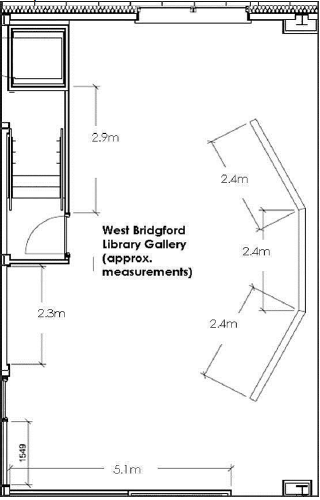 2.9m
2.4m
West Bridgford
Library Gallery
(approx.
measurements)
2.4m
2.3m
2.4m
1549
5.1m